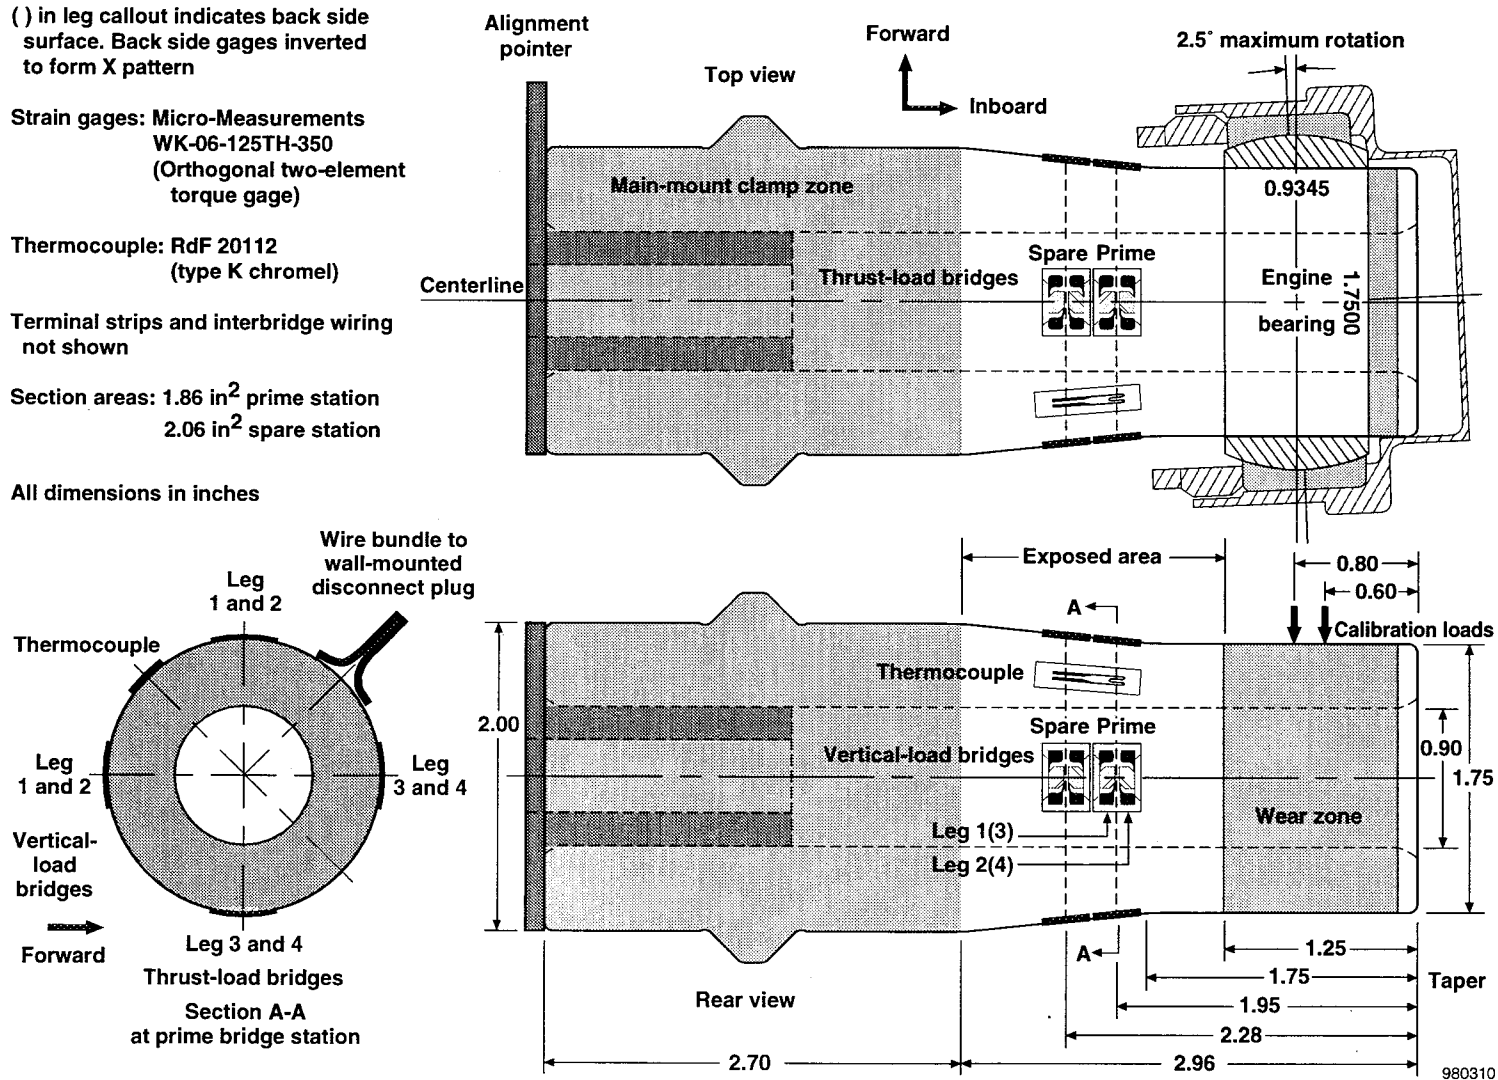 ( ) in leg callout indicates back side
surface. Back side gages inverted
to form X pattern
Strain gages: Micro-Measurements
WK-06-125TH-350
(Orthogonal two-element
torque gage)
Thermocouple: RdF 20112
(type K chromel)
Terminal strips and interbridge wiring
not shown
Section areas: 1.86 in2 prime station
2.06 in2 spare station
All dimensions in inches
Alignment
pointer
Top view
Forward
Inboard
2.5° maximum rotation
Main-mount clamp zone
0.9345
Spare Prime
Thrust-load bridges
Centerline
Engine
bearing
1.7500
Wire bundle to
wall-mounted
disconnect plug
Leg
1 and 2
Thermocouple
Leg
1 and 2
Leg
3 and 4
Vertical-
load
bridges
Forward
Leg 3 and 4
Thrust-load bridges
Section A-A
at prime bridge station
Exposed area
0.80
0.60
A
Calibration loads
Thermocouple
2.00
Spare Prime
Vertical-load bridges
0.90
1.75
Wear zone
Leg 1(3)
Leg 2(4)
A
1.25
1.75
Taper
1.95
Rear view
2.28
2.70
2.96
980310